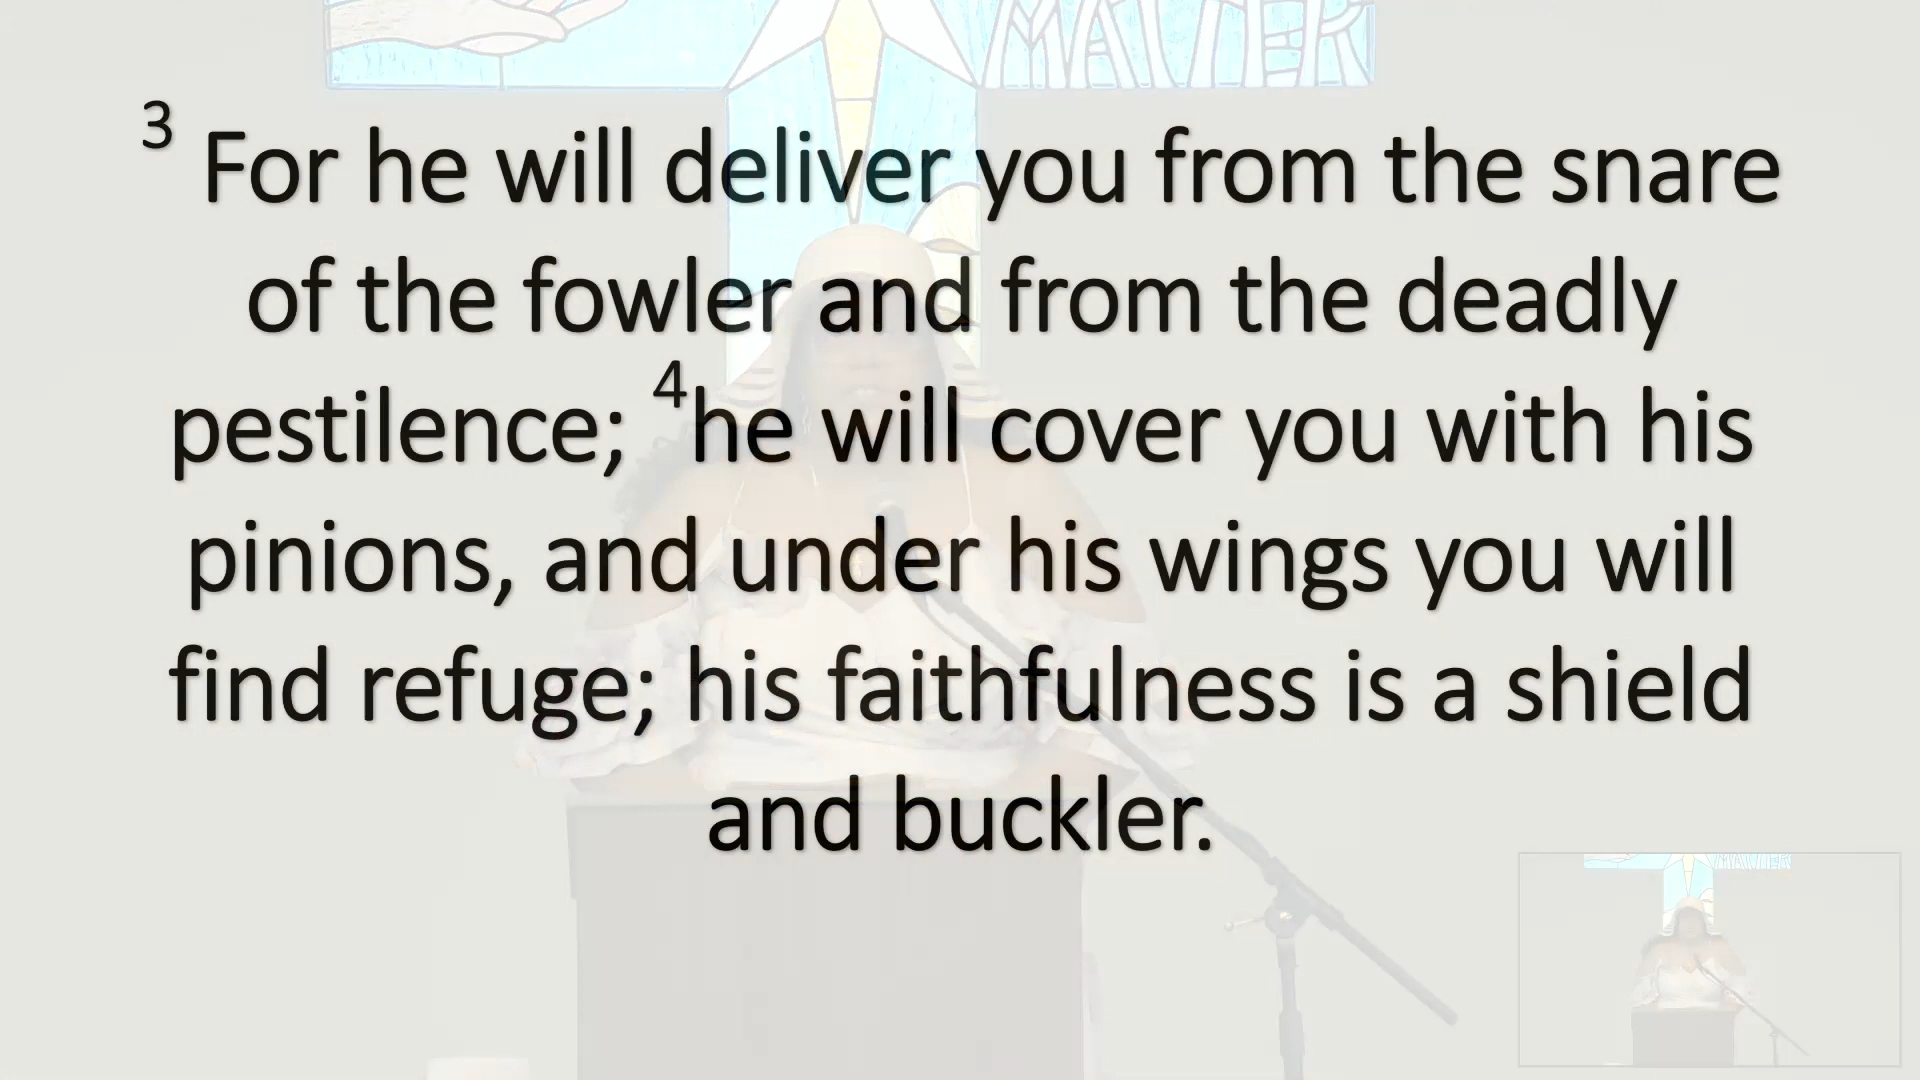 MATTER
3 For he will deliver you from the snare
of the fowler and from the deadly
pestilence; 4he will cover you with his
pinions, and under his wings you will
find refuge; his faithfulness is a shield
and buckler.
MATTER